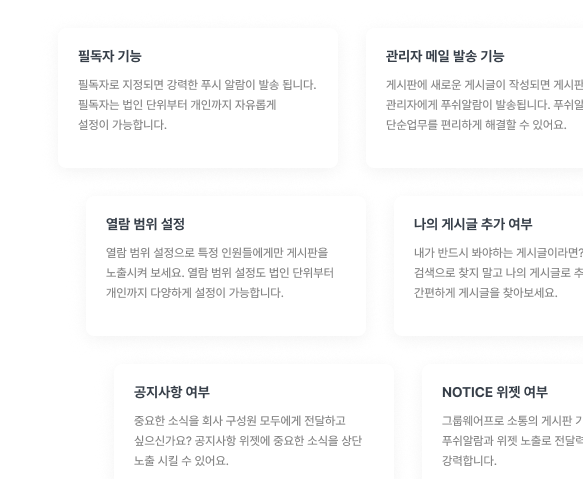 필독자 기능
필독자로 지정되면 강력한 푸시 알람이 발송 됩니다.
필독자는 법인 단위부터 개인까지 자유롭게
설정이 가능합니다.
관리자 메일 발송 기능
게시판에 새로운 게시글이 작성되면 게시판
관리자에게 푸쉬알람이 발송됩니다.
단순업무를 편리하게 해결할 수 있어요.
열람 범위 설정
열람 범위 설정으로 특정 인원들에게만 게시판을
노출시켜 보세요. 열람 범위 설정도 법인 단위부터
개인까지 다양하게 설정이 가능합니다.
나의 게시글 추가 여부
내가 반드시 봐야하는 게시글이라면?
검색으로 찾지 말고 나의 게시글로
간편하게 게시글을 찾아보세요.
공지사항 여부
중요한 소식을 회사 구성원 모두에게 전달하고
싶으신가요? 공지사항 위젯에 중요한 소식을 상단
노출 시킬 수 있어요.
NOTICE 위젯 여부
그룹웨어프로 소통의 게시판
푸쉬알람과 위젯 노출로
강력합니다.